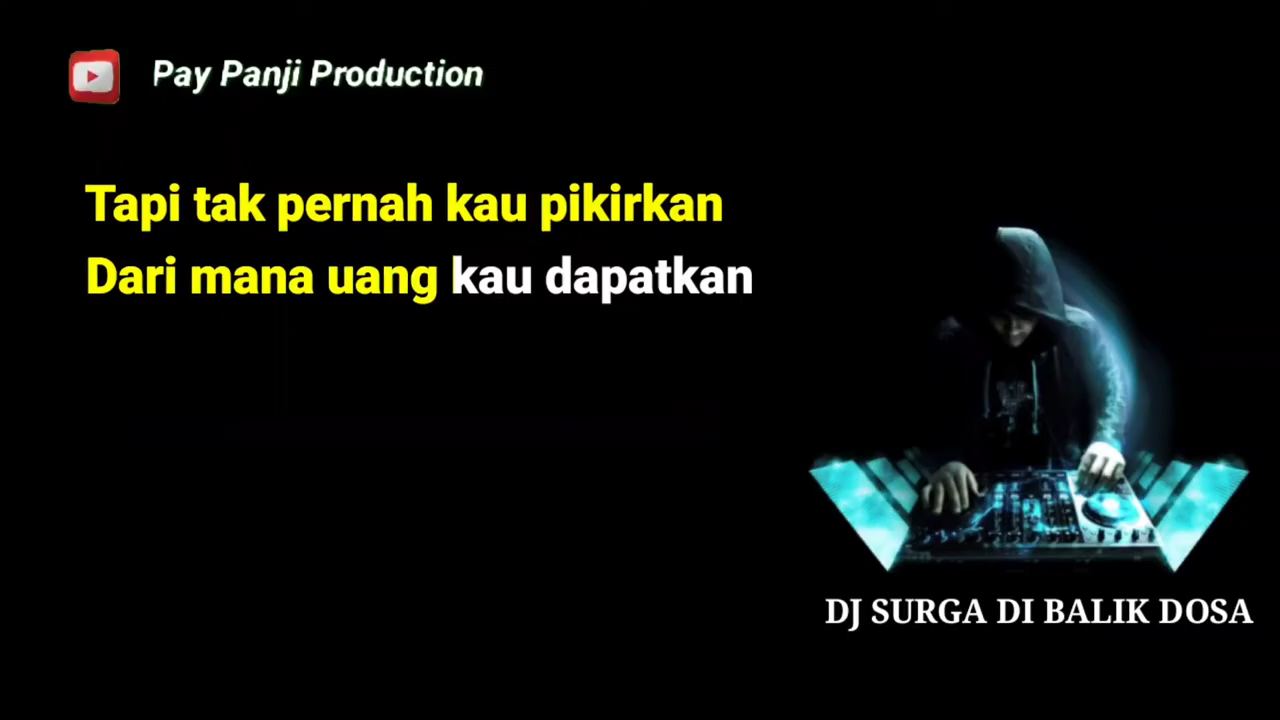 Pay Panji Production
Tapi tak pernah kau pikirkan
Dari mana uang kau dapatkan
DJ SURGA DI BALIK DOSA